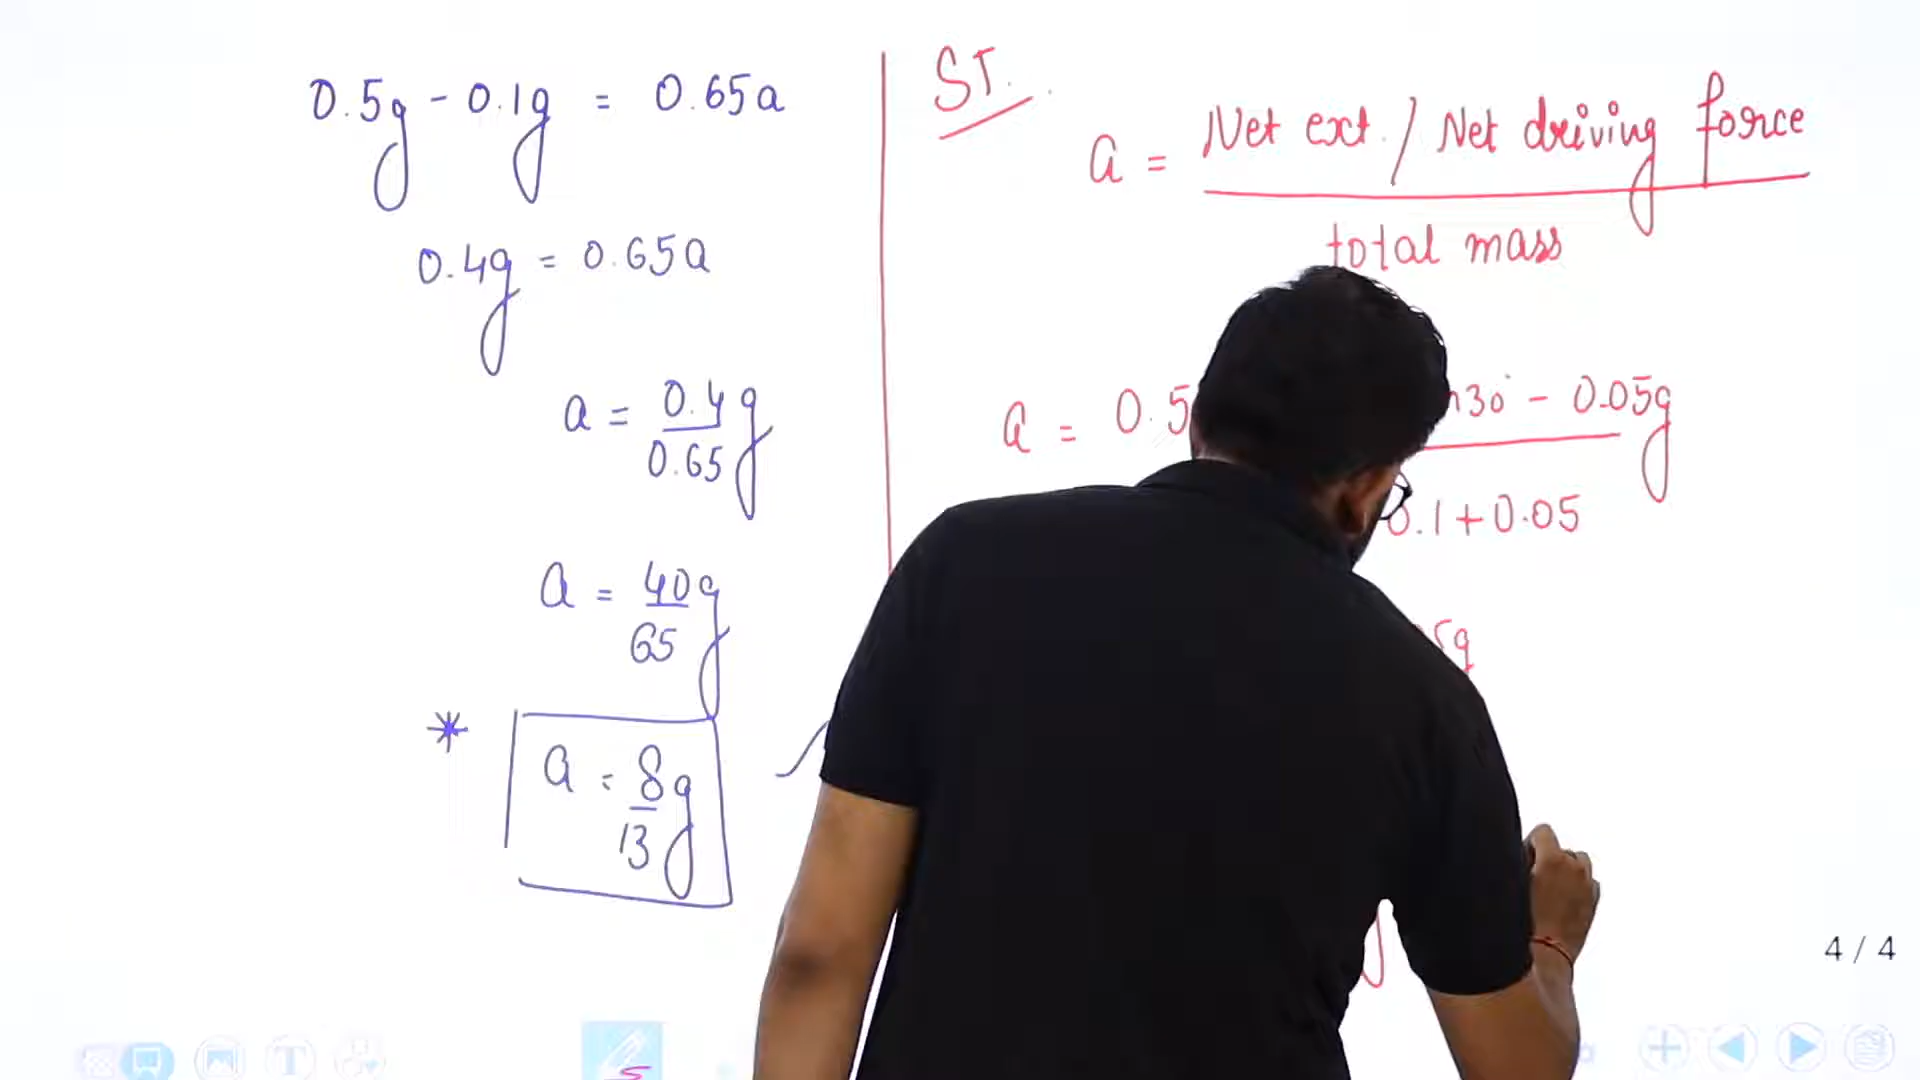 0.5g - 0.1g = 0.65a
0.4g = 0.65a
a = 0.4g
0.65
a = 40g
65
* a = 8g
13
ST.
a = Net ext. / Net driving force
total mass
a = 0.5 30° - 0.05g
0.1 + 0.05
5g
4 / 4